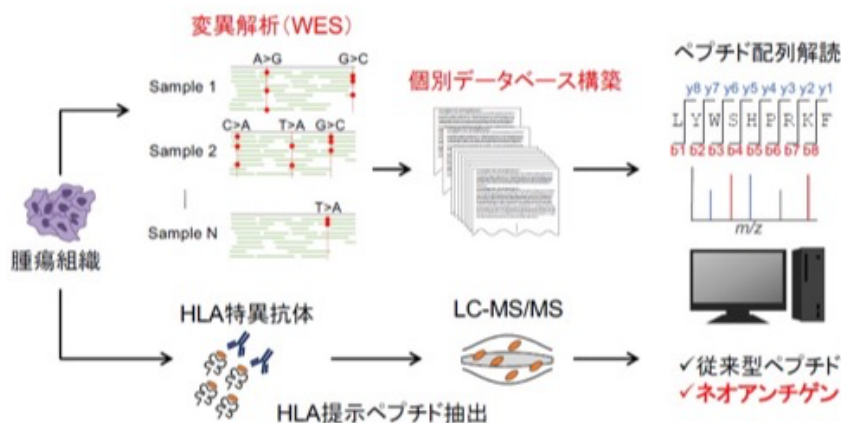 変異解析（WES）
A>G
G>C
Sample 1
C>A
T>A
G>C
Sample 2
T>A
Sample N
腫瘍組織
個別データベース構築
ペプチド配列解読
y8 y7 y6 y5 y4 y3 y2 y1
L Y W S H P R K F
b1 b2 b3 b4 b5 b6 b7 b8
m/z
HLA特異抗体
HLA提示ペプチド抽出
LC-MS/MS
✓従来型ペプチド
✓ネオアンチゲン